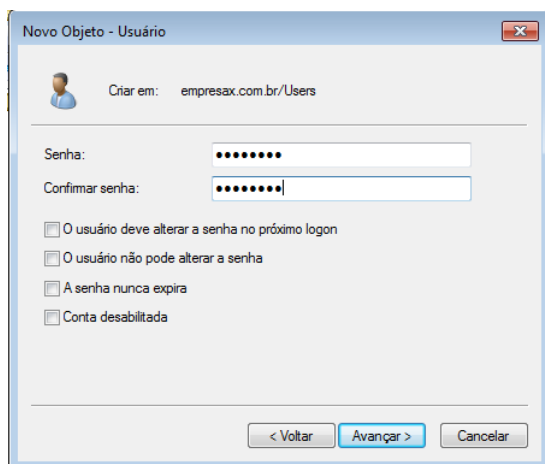 Novo Objeto - Usuário
Criar em: empresax.com.br/Users
Senha: ●●●●●●●●
Confirmar senha: ●●●●●●●●
O usuário deve alterar a senha no próximo logon
O usuário não pode alterar a senha
A senha nunca expira
Conta desabilitada
< Voltar Avançar > Cancelar